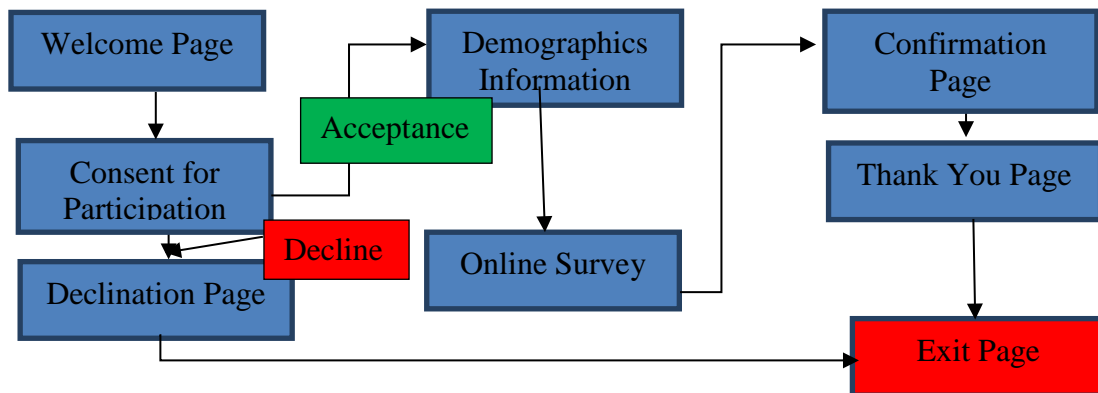 Welcome Page
Demographics
Information
Confirmation
Page
Acceptance
Consent for
Participation
Thank You Page
Decline
Online Survey
Declination Page
Exit Page